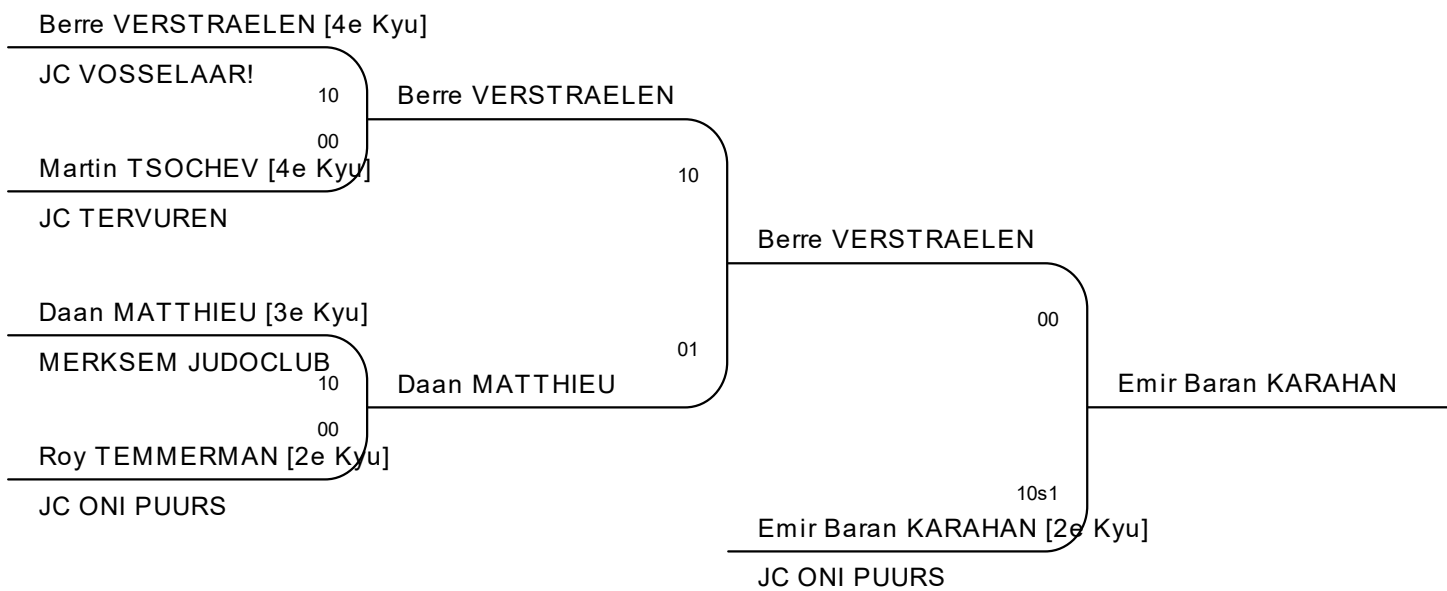 Berre VERSTRAELEN [4e Kyu]
JC VOSSELAAR!
10
Berre VERSTRAELEN
00
Martin TSOCHEV [4e Kyu]
10
JC TERVUREN
Berre VERSTRAELEN
Daan MATTHIEU [3e Kyu]
00
01
MERKSEM JUDOCLUB
10
Daan MATTHIEU
Emir Baran KARAHAN
00
Roy TEMMERMAN [2e Kyu]
10s1
JC ONI PUURS
Emir Baran KARAHAN [2e Kyu]
JC ONI PUURS